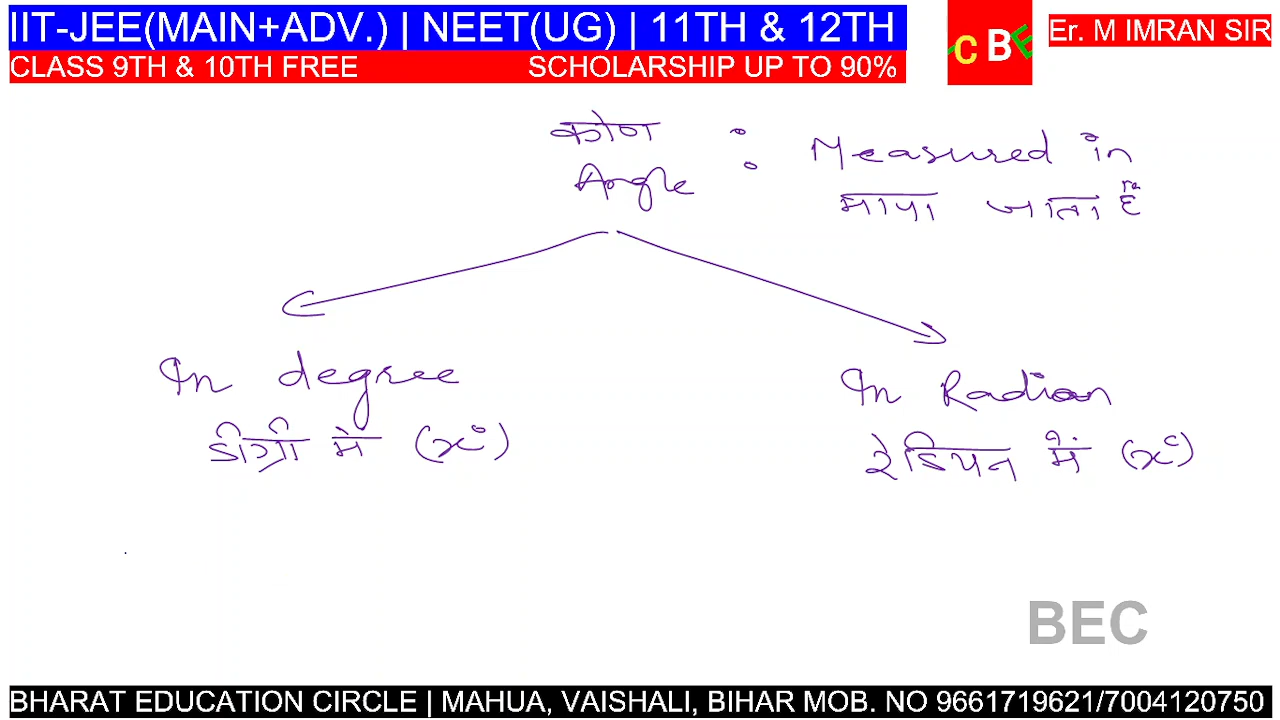 IIT-JEE(MAIN+ADV.) | NEET(UG) | 11TH & 12TH
CLASS 9TH & 10TH FREE SCHOLARSHIP UP TO 90%
CBE
Er. M IMRAN SIR
कोण : Measured in
Angle मापा जाता है
In degree
डीग्री में (x°)
In Radian
रेडियन में (xᶜ)
BEC
BHARAT EDUCATION CIRCLE | MAHUA, VAISHALI, BIHAR MOB. NO 9661719621/7004120750